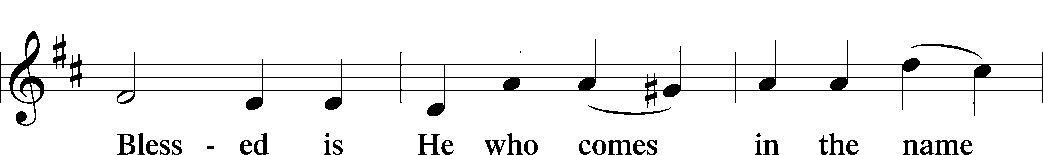 Bless - ed is He who comes in the name